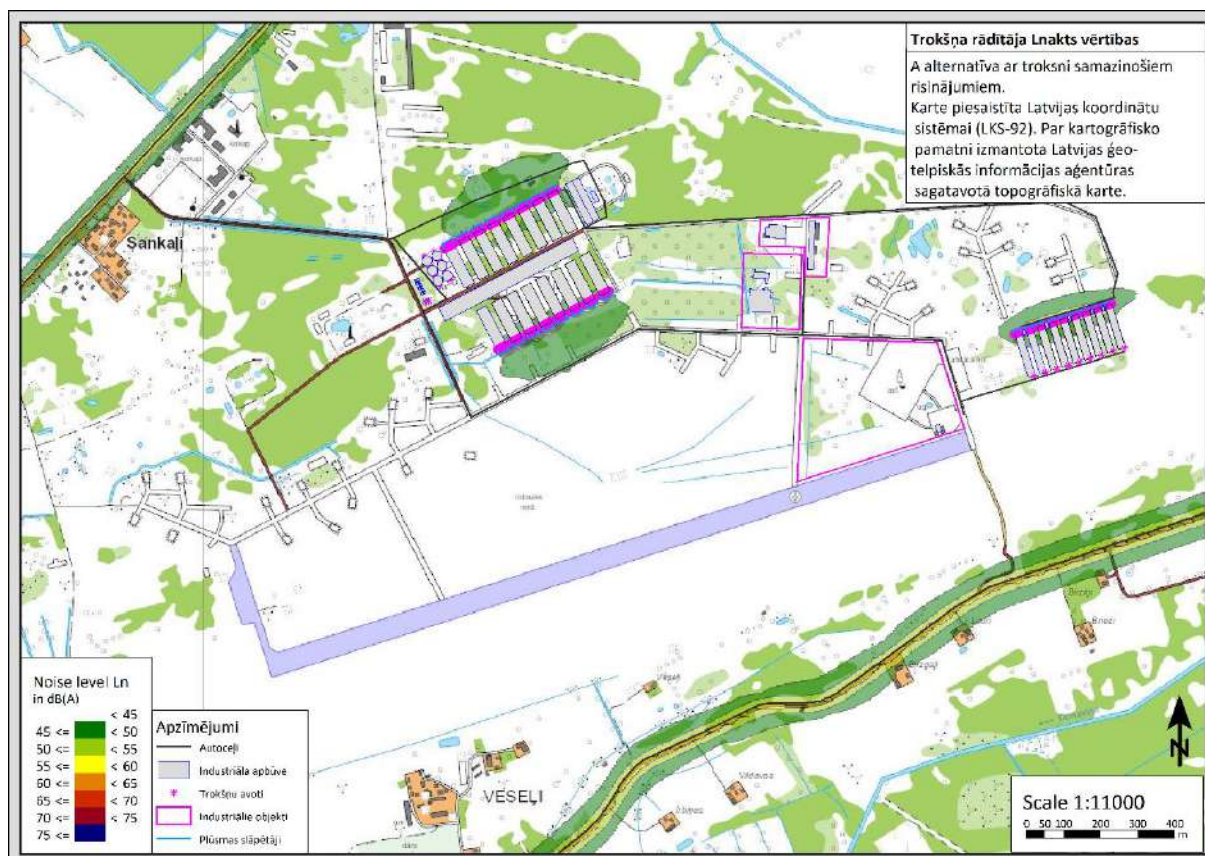 Trokšņa rādītāja Lnakts vērtības
A alternatīva ar troksni samazinošiem
risinājumiem.
Karte piesaistīta Latvijas koordinātu
sistēmai (LKS-92). Par kartogrāfisko
pamatni izmantota Latvijas ģeo-
telpiskās informācijas aģentūras
sagatavotā topogrāfiskā karte.
Sankaļi
VESEĻI
Noise level Ln
in dB(A)
< 45
45 <= < 50
50 <= < 55
55 <= < 60
60 <= < 65
65 <= < 70
70 <= < 75
75 <=
Apzīmējumi
Autoceļi
Industriāla apbūve
Trokšņu avoti
Industriālie objekti
Plūsmas slāpētāji
N
Scale 1:11000
0 50 100 200 300 400
m